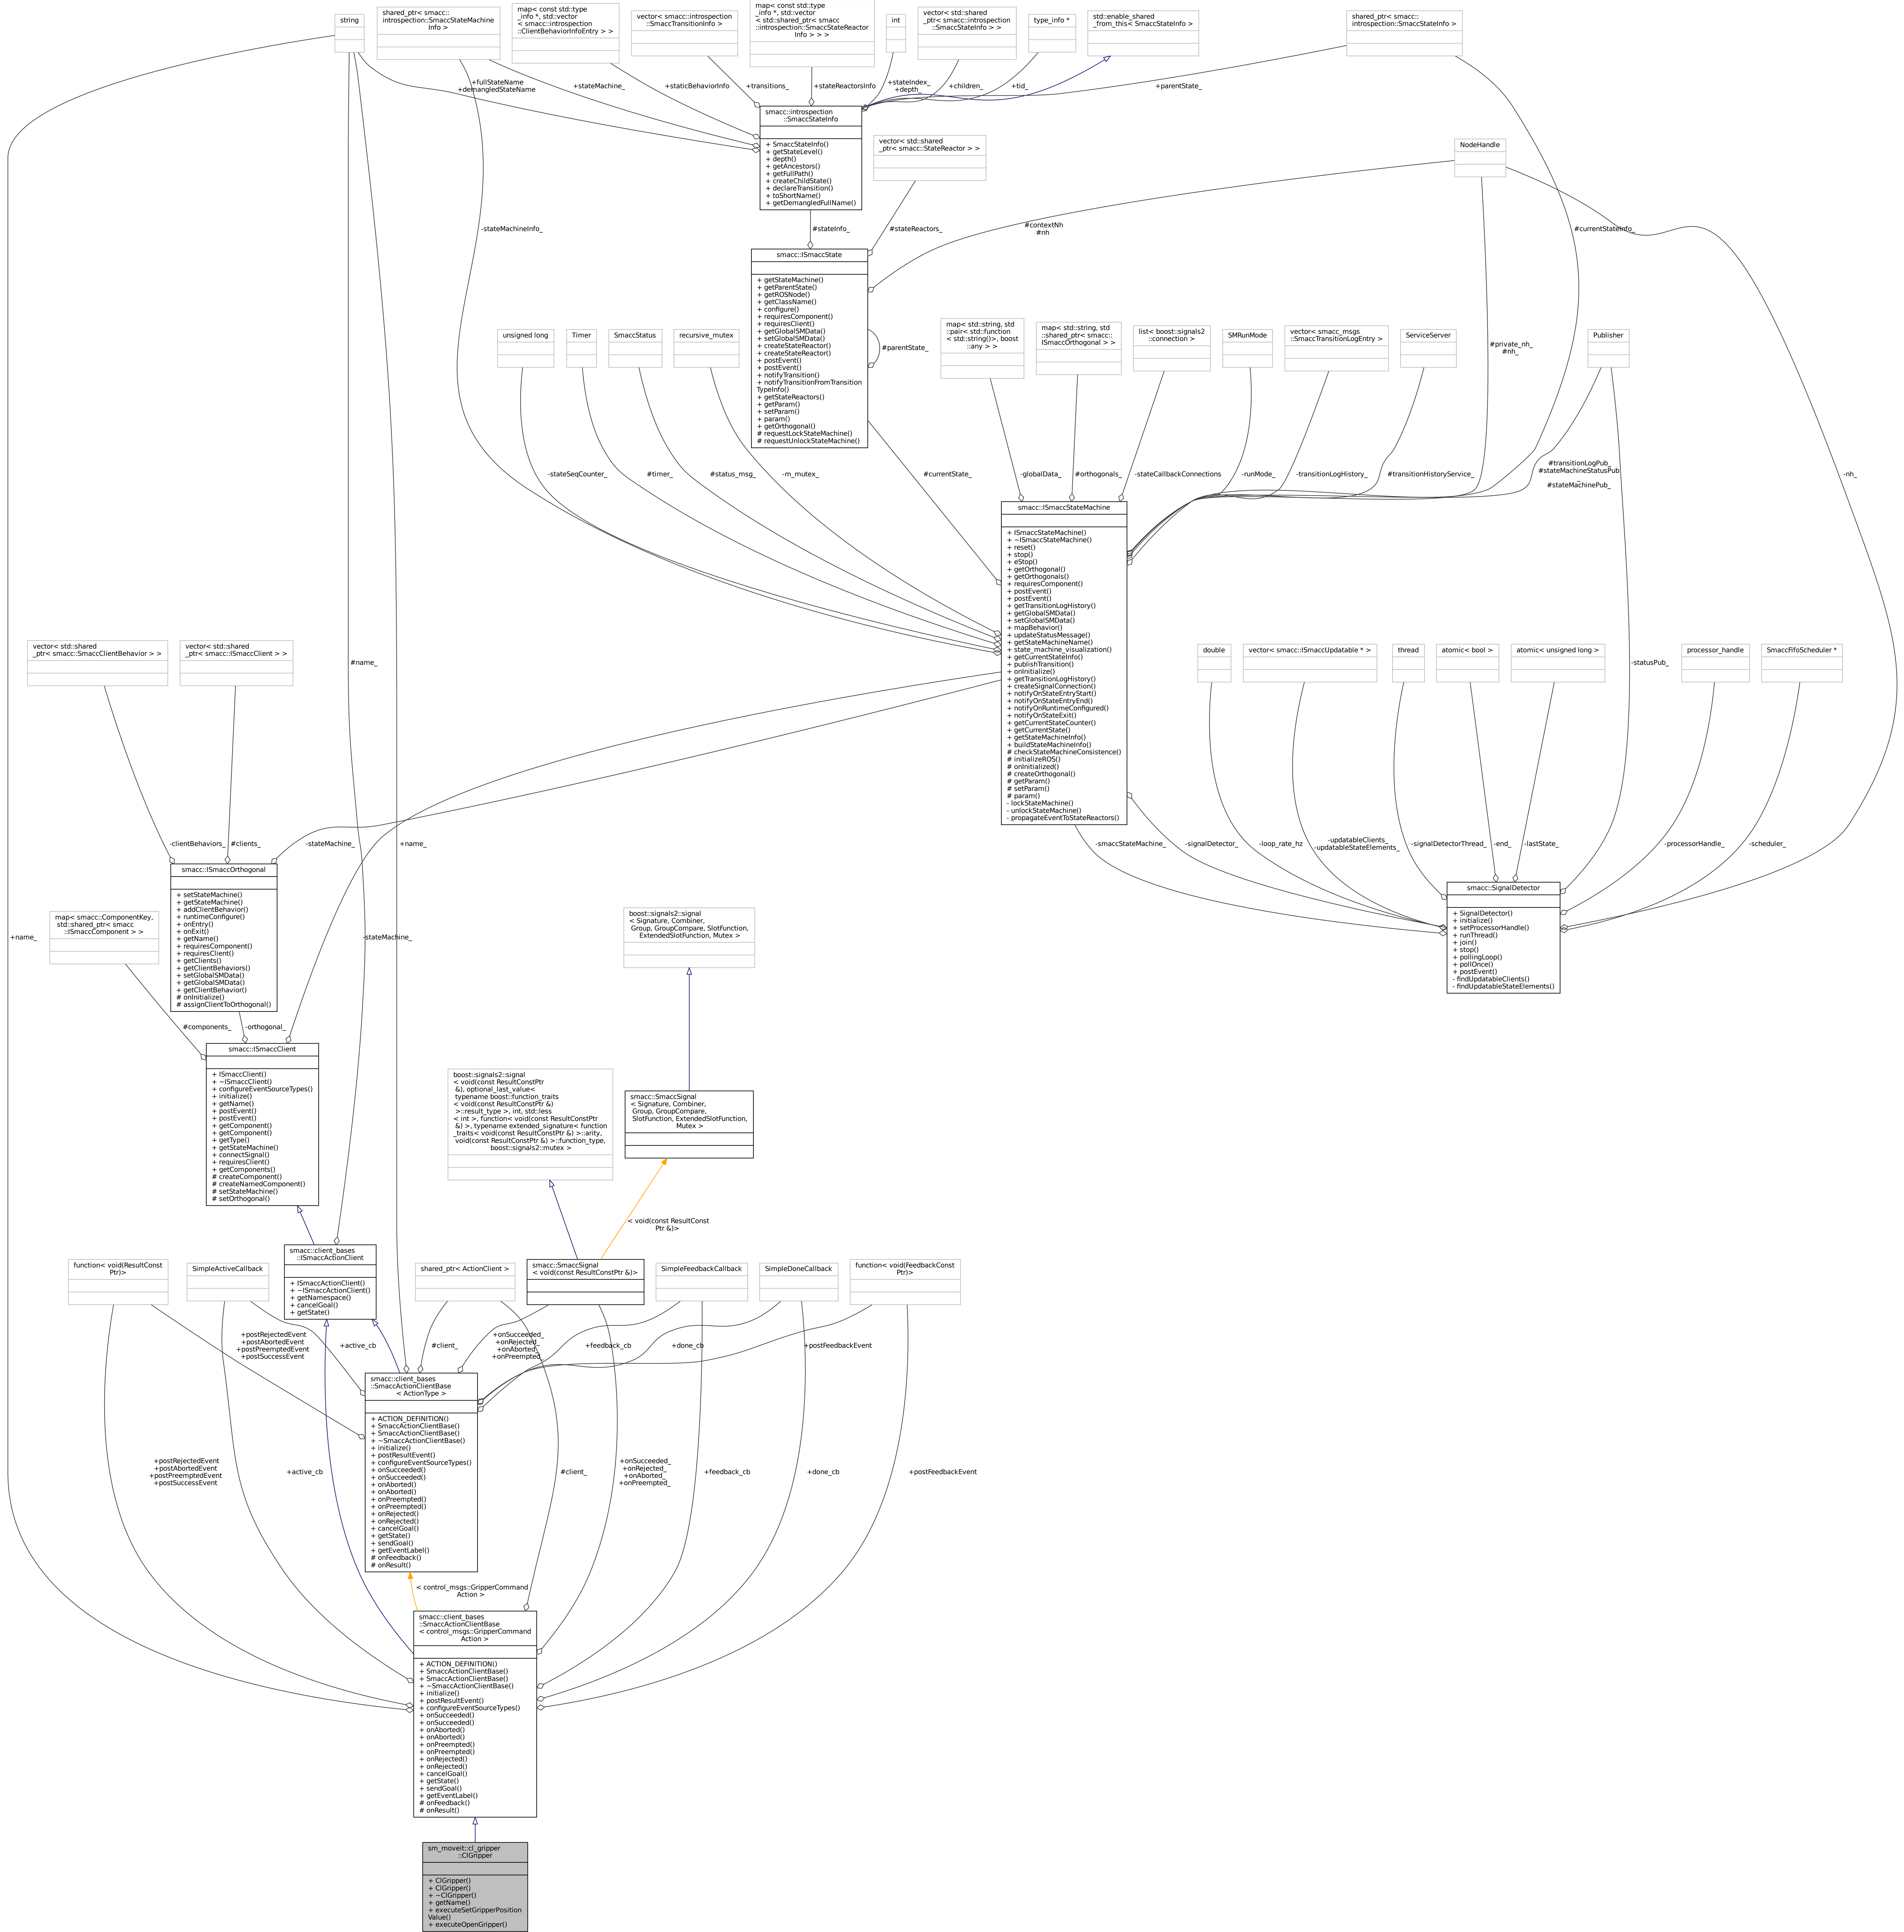 string
shared_ptr< smacc::
introspection::SmaccStateMachine
Info >
map< const std::type
_info *, std::vector
< smacc::introspection
::ClientBehaviorInfoEntry > >
vector< smacc::introspection
::SmaccTransitionInfo >
map< const std::type
_info *, std::vector
< std::shared_ptr< smacc
::introspection::SmaccStateReactor
Info > > >
int
vector< std::shared
_ptr< smacc::introspection
::SmaccStateInfo > >
type_info *
std::enable_shared
_from_this< SmaccStateInfo >
shared_ptr< smacc::
introspection::SmaccStateInfo >
+fullStateName
+demangledStateName
+stateMachine_
+staticBehaviorInfo
+transitions_
+stateReactorsInfo
+stateIndex_
+depth_
+children_
+tid_
+parentState_
smacc::introspection
::SmaccStateInfo
+ SmaccStateInfo()
+ getStateLevel()
+ depth()
+ getAncestors()
+ getFullPath()
+ createChildState()
+ declareTransition()
+ toShortName()
+ getDemangledFullName()
vector< std::shared
_ptr< smacc::StateReactor > >
NodeHandle
-stateMachineInfo_
#stateInfo_
#stateReactors_
#contextNh
#nh
#currentStateInfo_
smacc::ISmaccState
+ getStateMachine()
+ getParentState()
+ getROSNode()
+ getClassName()
+ configure()
+ requiresComponent()
+ requiresClient()
+ getGlobalSMData()
+ setGlobalSMData()
+ createStateReactor()
+ createStateReactor()
+ postEvent()
+ postEvent()
+ notifyTransition()
+ notifyTransitionFromTransition
TypeInfo()
+ getStateReactors()
+ getParam()
+ setParam()
+ param()
+ getOrthogonal()
# requestLockStateMachine()
# requestUnlockStateMachine()
#parentState_
unsigned long
Timer
SmaccStatus
recursive_mutex
map< std::string, std
::pair< std::function
< std::string()>, boost
::any > >
map< std::string, std
::shared_ptr< smacc::
ISmaccOrthogonal > >
list< boost::signals2
::connection >
SMRunMode
vector< smacc_msgs
::SmaccTransitionLogEntry >
ServiceServer
#private_nh_
#nh_
Publisher
-stateSeqCounter_
#timer_
#status_msg_
-m_mutex_
#currentState_
-globalData_
#orthogonals_
-stateCallbackConnections
-runMode_
-transitionLogHistory_
#transitionHistoryService_
#transitionLogPub_
#stateMachineStatusPub
_
#stateMachinePub_
-nh_
smacc::ISmaccStateMachine
+ ISmaccStateMachine()
+ ~ISmaccStateMachine()
+ reset()
+ stop()
+ eStop()
+ getOrthogonal()
+ getOrthogonals()
+ requiresComponent()
+ postEvent()
+ postEvent()
+ getTransitionLogHistory()
+ getGlobalSMData()
+ setGlobalSMData()
+ mapBehavior()
+ updateStatusMessage()
+ getStateMachineName()
+ state_machine_visualization()
+ getCurrentStateInfo()
+ publishTransition()
+ onInitialize()
+ getTransitionLogHistory()
+ createSignalConnection()
+ notifyOnStateEntryStart()
+ notifyOnStateEntryEnd()
+ notifyOnRuntimeConfigured()
+ notifyOnStateExit()
+ getCurrentStateCounter()
+ getCurrentState()
+ getStateMachineInfo()
+ buildStateMachineInfo()
# checkStateMachineConsistence()
# initializeROS()
# onInitialized()
# createOrthogonal()
# getParam()
# setParam()
# param()
- lockStateMachine()
- unlockStateMachine()
- propagateEventToStateReactors()
vector< std::shared
_ptr< smacc::SmaccClientBehavior > >
vector< std::shared
_ptr< smacc::ISmaccClient > >
#name_
double
vector< smacc::ISmaccUpdatable * >
thread
atomic< bool >
atomic< unsigned long >
-statusPub_
processor_handle
SmaccFifoScheduler *
-clientBehaviors_
#clients_
-stateMachine_
+name_
-smaccStateMachine_
-signalDetector_
-loop_rate_hz
-updatableClients_
-updatableStateElements_
-signalDetectorThread_
-end_
-lastState_
-processorHandle_
-scheduler_
smacc::ISmaccOrthogonal
+ setStateMachine()
+ getStateMachine()
+ addClientBehavior()
+ runtimeConfigure()
+ onEntry()
+ onExit()
+ getName()
+ requiresComponent()
+ requiresClient()
+ getClients()
+ getClientBehaviors()
+ setGlobalSMData()
+ getGlobalSMData()
+ getClientBehavior()
# onInitialize()
# assignClientToOrthogonal()
smacc::SignalDetector
+ SignalDetector()
+ initialize()
+ setProcessorHandle()
+ runThread()
+ join()
+ stop()
+ pollingLoop()
+ pollOnce()
+ postEvent()
- findUpdatableClients()
- findUpdatableStateElements()
map< smacc::ComponentKey,
std::shared_ptr< smacc
::ISmaccComponent > >
boost::signals2::signal
< Signature, Combiner,
Group, GroupCompare, SlotFunction,
ExtendedSlotFunction, Mutex >
+name_
-stateMachine_
#components_
-orthogonal_
smacc::ISmaccClient
+ ISmaccClient()
+ ~ISmaccClient()
+ configureEventSourceTypes()
+ initialize()
+ getName()
+ postEvent()
+ postEvent()
+ getComponent()
+ getComponent()
+ getType()
+ getStateMachine()
+ connectSignal()
+ requiresClient()
+ getComponents()
# createComponent()
# createNamedComponent()
# setStateMachine()
# setOrthogonal()
boost::signals2::signal
< void(const ResultConstPtr
&), optional_last_value<
typename boost::function_traits
< void(const ResultConstPtr &)
>::result_type >, int, std::less
< int >, function< void(const ResultConstPtr
&) >, typename extended_signature< function
_traits< void(const ResultConstPtr &) >::arity,
void(const ResultConstPtr &) >::function_type,
boost::signals2::mutex >
smacc::SmaccSignal
< Signature, Combiner,
Group, GroupCompare,
SlotFunction, ExtendedSlotFunction,
Mutex >
< void(const ResultConst
Ptr &)>
function< void(ResultConst
Ptr)>
SimpleActiveCallback
smacc::client_bases
::ISmaccActionClient
+ ISmaccActionClient()
+ ~ISmaccActionClient()
+ getNamespace()
+ cancelGoal()
+ getState()
shared_ptr< ActionClient >
smacc::SmaccSignal
< void(const ResultConstPtr &)>
SimpleFeedbackCallback
SimpleDoneCallback
function< void(FeedbackConst
Ptr)>
+postRejectedEvent
+postAbortedEvent
+postPreemptedEvent
+postSuccessEvent
+active_cb
#client_
+onSucceeded_
+onRejected_
+onAborted_
+onPreempted_
+feedback_cb
+done_cb
+postFeedbackEvent
smacc::client_bases
::SmaccActionClientBase
< ActionType >
+ ACTION_DEFINITION()
+ SmaccActionClientBase()
+ SmaccActionClientBase()
+ ~SmaccActionClientBase()
+ initialize()
+ postResultEvent()
+ configureEventSourceTypes()
+ onSucceeded()
+ onSucceeded()
+ onAborted()
+ onAborted()
+ onPreempted()
+ onPreempted()
+ onRejected()
+ onRejected()
+ cancelGoal()
+ getState()
+ sendGoal()
+ getEventLabel()
# onFeedback()
# onResult()
+postRejectedEvent
+postAbortedEvent
+postPreemptedEvent
+postSuccessEvent
+active_cb
#client_
+onSucceeded_
+onRejected_
+onAborted_
+onPreempted_
+feedback_cb
+done_cb
+postFeedbackEvent
< control_msgs::GripperCommand
Action >
smacc::client_bases
::SmaccActionClientBase
< control_msgs::GripperCommand
Action >
+ ACTION_DEFINITION()
+ SmaccActionClientBase()
+ SmaccActionClientBase()
+ ~SmaccActionClientBase()
+ initialize()
+ postResultEvent()
+ configureEventSourceTypes()
+ onSucceeded()
+ onSucceeded()
+ onAborted()
+ onAborted()
+ onPreempted()
+ onPreempted()
+ onRejected()
+ onRejected()
+ cancelGoal()
+ getState()
+ sendGoal()
+ getEventLabel()
# onFeedback()
# onResult()
sm_moveit::cl_gripper
::ClGripper
+ ClGripper()
+ ClGripper()
+ ~ClGripper()
+ getName()
+ executeSetGripperPosition
Value()
+ executeOpenGripper()